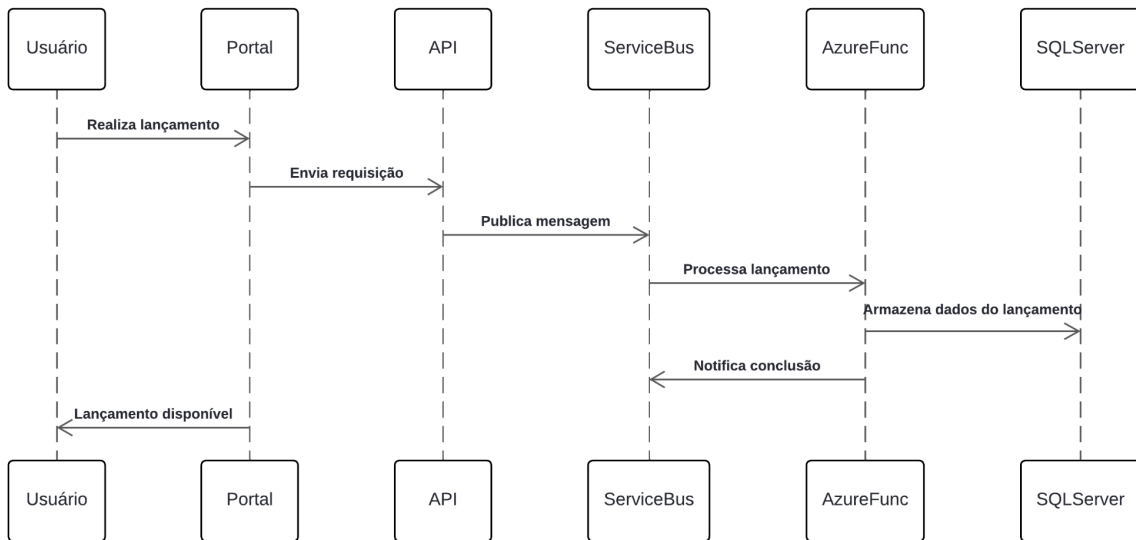 Usuário
Portal
API
ServiceBus
AzureFunc
SQLServer
Realiza lançamento
Envia requisição
Publica mensagem
Processa lançamento
Armazena dados do lançamento
Notifica conclusão
Lançamento disponível
Usuário
Portal
API
ServiceBus
AzureFunc
SQLServer